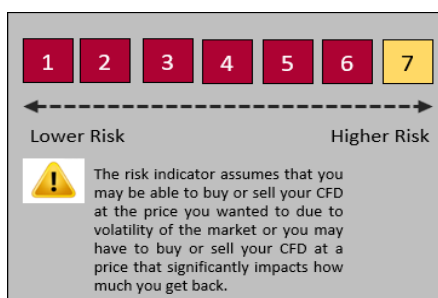 1 2 3 4 5 6 7
Lower Risk Higher Risk
!
The risk indicator assumes that you
may be able to buy or sell your CFD
at the price you wanted to due to
volatility of the market or you may
have to buy or sell your CFD at a
price that significantly impacts how
much you get back.